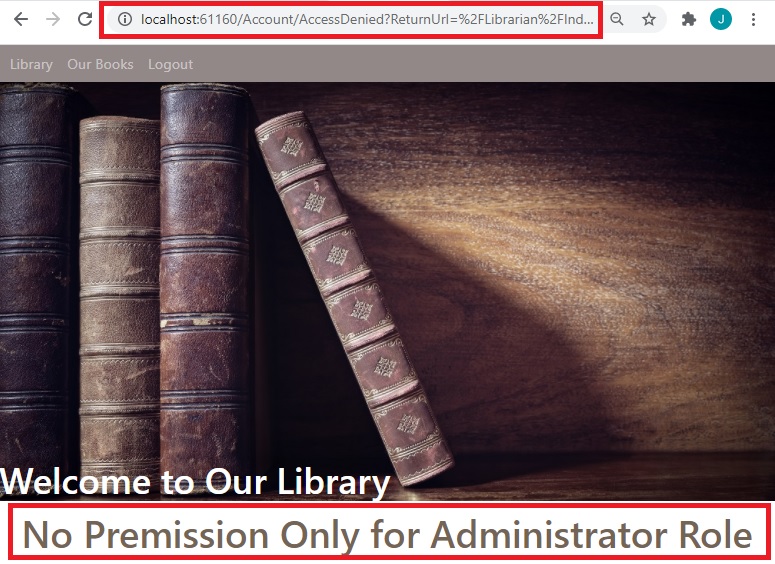 localhost:61160/Account/AccessDenied?ReturnUrl=%2FLibrarian%2FInd...
J
Library Our Books Logout
Welcome to Our Library
No Premission Only for Administrator Role